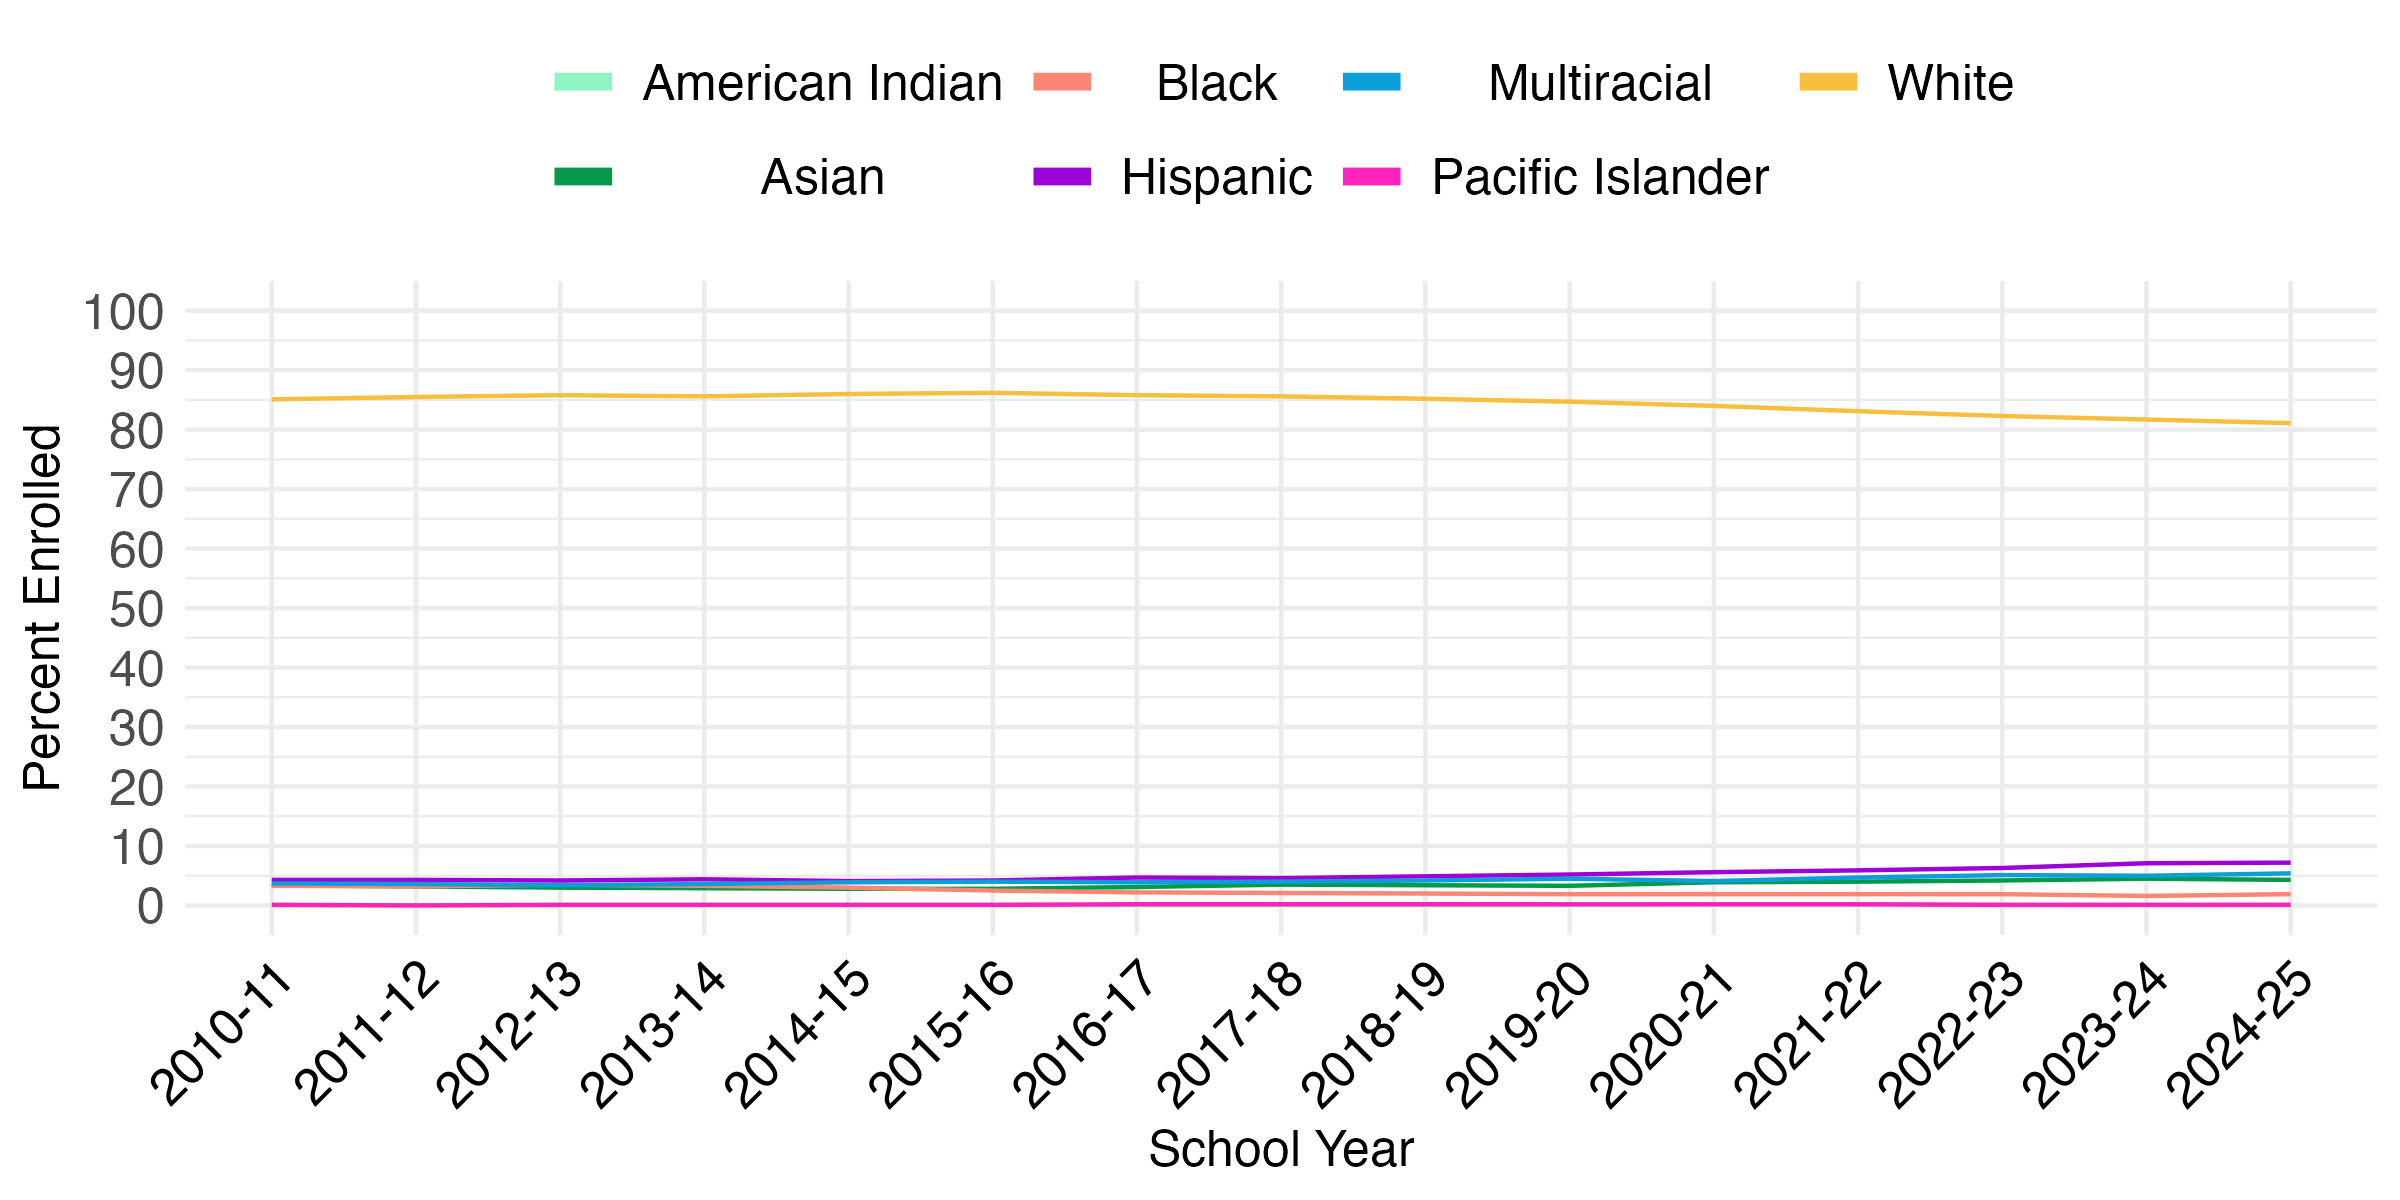 American Indian Black Multiracial White
Asian Hispanic Pacific Islander
100
90
80
70
60
50
40
30
20
10
0
Percent Enrolled
2010-11 2011-12 2012-13 2013-14 2014-15 2015-16 2016-17 2017-18 2018-19 2019-20 2020-21 2021-22 2022-23 2023-24 2024-25
School Year